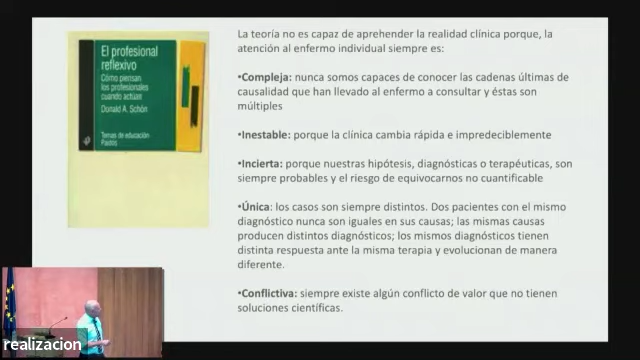 El profesional
reflexivo
Cómo piensan
los profesionales
cuando actúan
Donald A. Schön
Temas de educación
Paidós
La teoría no es capaz de aprehender la realidad clínica porque, la
atención al enfermo individual siempre es:
•Compleja: nunca somos capaces de conocer las cadenas últimas de
causalidad que han llevado al enfermo a consultar y éstas son
múltiples
•Inestable: porque la clínica cambia rápida e impredeciblemente
•Incierta: porque nuestras hipótesis, diagnósticas o terapéuticas, son
siempre probables y el riesgo de equivocarnos no cuantificable
•Única: los casos son siempre distintos. Dos pacientes con el mismo
diagnóstico nunca son iguales en sus causas; las mismas causas
producen distintos diagnósticos; los mismos diagnósticos tienen
distinta respuesta ante la misma terapia y evolucionan de manera
diferente.
•Conflictiva: siempre existe algún conflicto de valor que no tienen
soluciones científicas.
realizacion